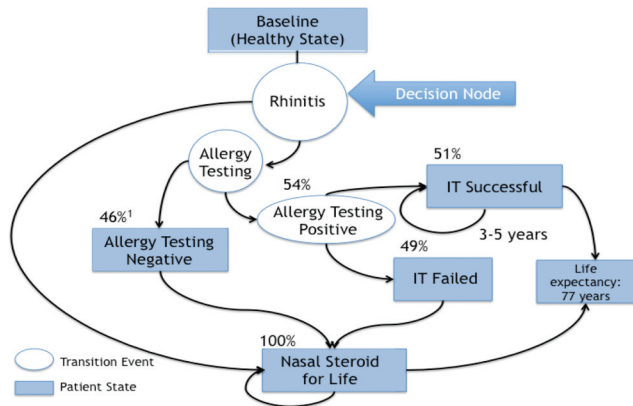 Baseline
(Healthy State)
Rhinitis
Decision Node
Allergy
Testing
54%
51%
IT Successful
46%¹
Allergy Testing
Negative
Allergy Testing
Positive
3-5 years
49%
IT Failed
Life
expectancy:
77 years
100%
Nasal Steroid
for Life
Transition Event
Patient State